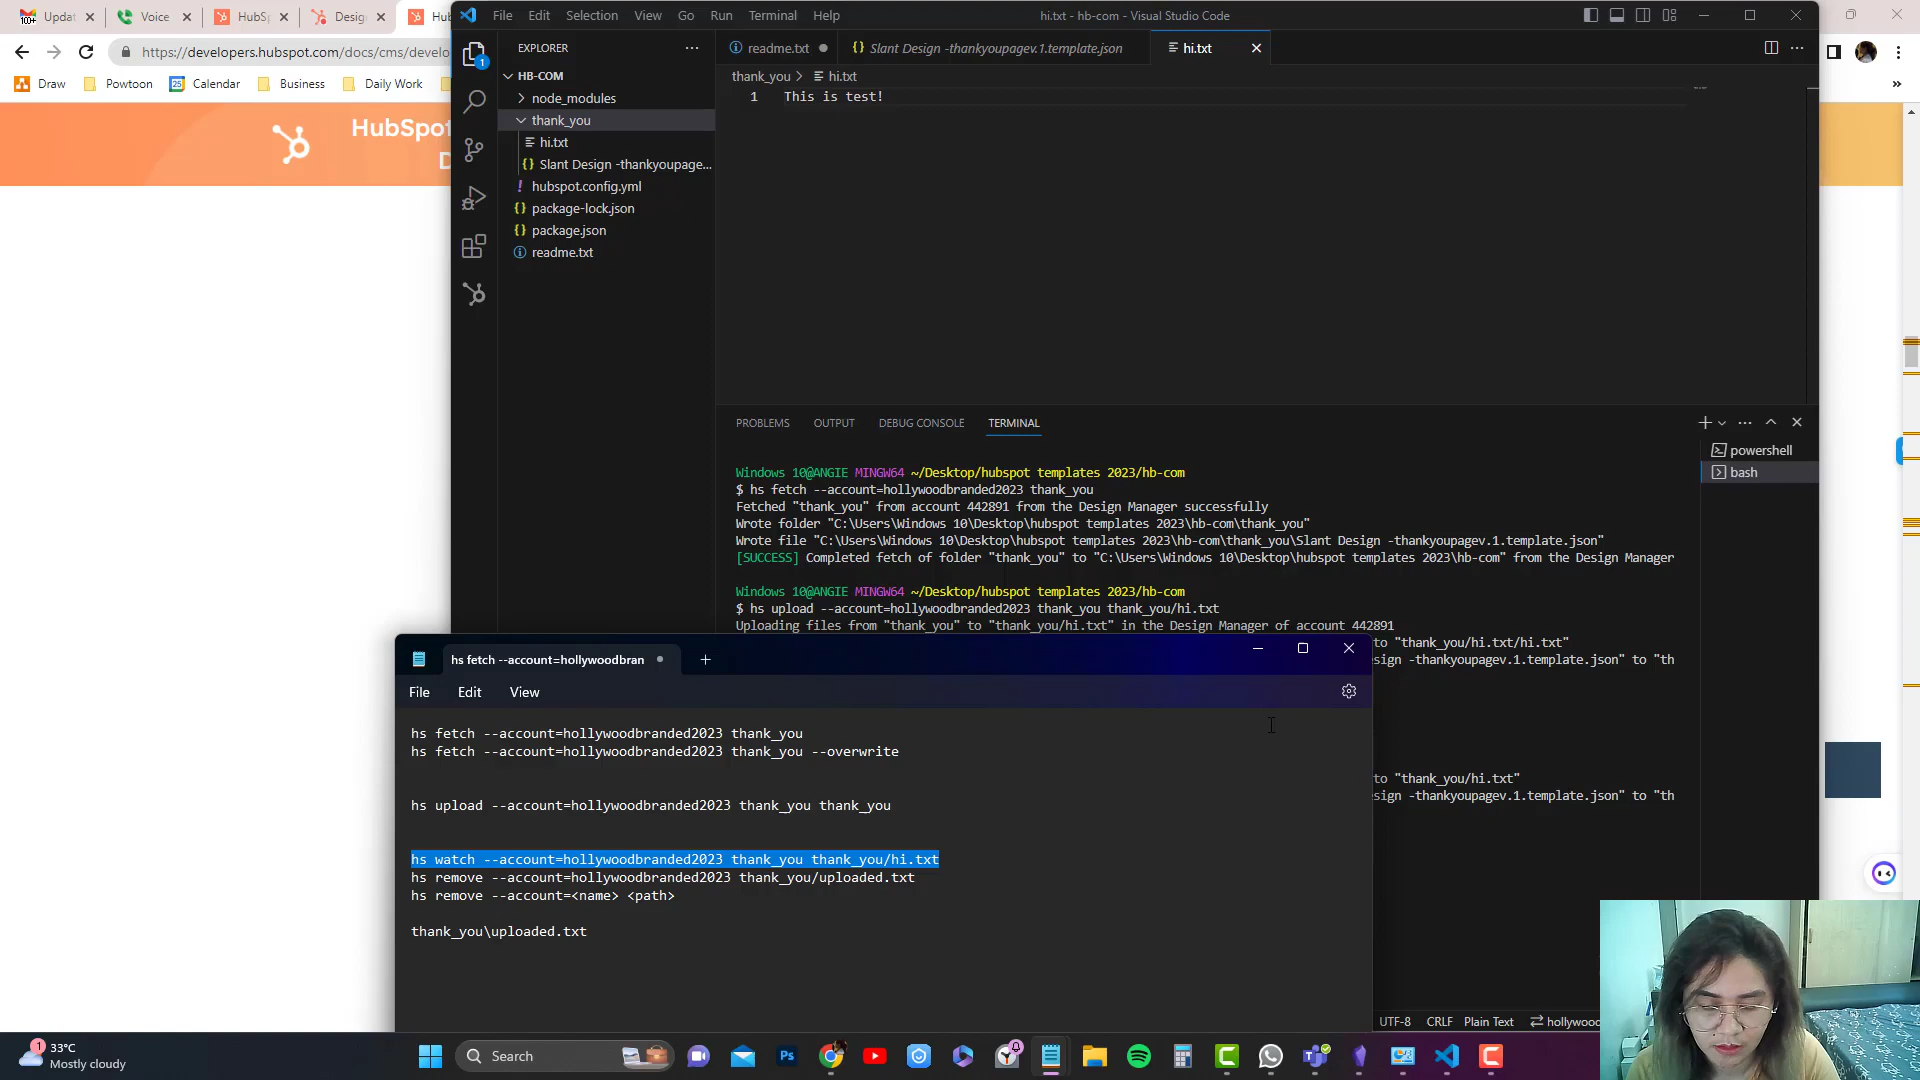 Updat
Voice
HubSp
Design
Hu
https://developers.hubspot.com/docs/cms/develo
Draw
Powtoon
Calendar
Business
Daily Work
HubSpot
D
File Edit Selection View Go Run Terminal Help
hi.txt - hb-com - Visual Studio Code
EXPLORER
HB-COM
node_modules
thank_you
hi.txt
Slant Design -thankyoupage...
hubspot.config.yml
package-lock.json
package.json
readme.txt
readme.txt
Slant Design -thankyoupagev.1.template.json
hi.txt
thank_you > hi.txt
1 This is test!
PROBLEMS OUTPUT DEBUG CONSOLE TERMINAL
powershell
bash
Windows 10@ANGIE MINGW64 ~/Desktop/hubspot templates 2023/hb-com
$ hs fetch --account=hollywoodbranded2023 thank_you
Fetched "thank_you" from account 442891 from the Design Manager successfully
Wrote folder "C:\Users\Windows 10\Desktop\hubspot templates 2023\hb-com\thank_you"
Wrote file "C:\Users\Windows 10\Desktop\hubspot templates 2023\hb-com\thank_you\Slant Design -thankyoupagev.1.template.json"
[SUCCESS] Completed fetch of folder "thank_you" to "C:\Users\Windows 10\Desktop\hubspot templates 2023\hb-com" from the Design Manager
Windows 10@ANGIE MINGW64 ~/Desktop/hubspot templates 2023/hb-com
$ hs upload --account=hollywoodbranded2023 thank_you thank_you/hi.txt
Uploading files from "thank_you" to "thank_you/hi.txt" in the Design Manager of account 442891
to "thank_you/hi.txt/hi.txt"
sign -thankyoupagev.1.template.json" to "th
to "thank_you/hi.txt"
sign -thankyoupagev.1.template.json" to "th
hs fetch --account=hollywoodbran
File Edit View
hs fetch --account=hollywoodbranded2023 thank_you
hs fetch --account=hollywoodbranded2023 thank_you --overwrite
hs upload --account=hollywoodbranded2023 thank_you thank_you
hs watch --account=hollywoodbranded2023 thank_you thank_you/hi.txt
hs remove --account=hollywoodbranded2023 thank_you/uploaded.txt
hs remove --account=<name> <path>
thank_you\uploaded.txt
UTF-8 CRLF Plain Text hollywoo
33°C
Mostly cloudy
Search